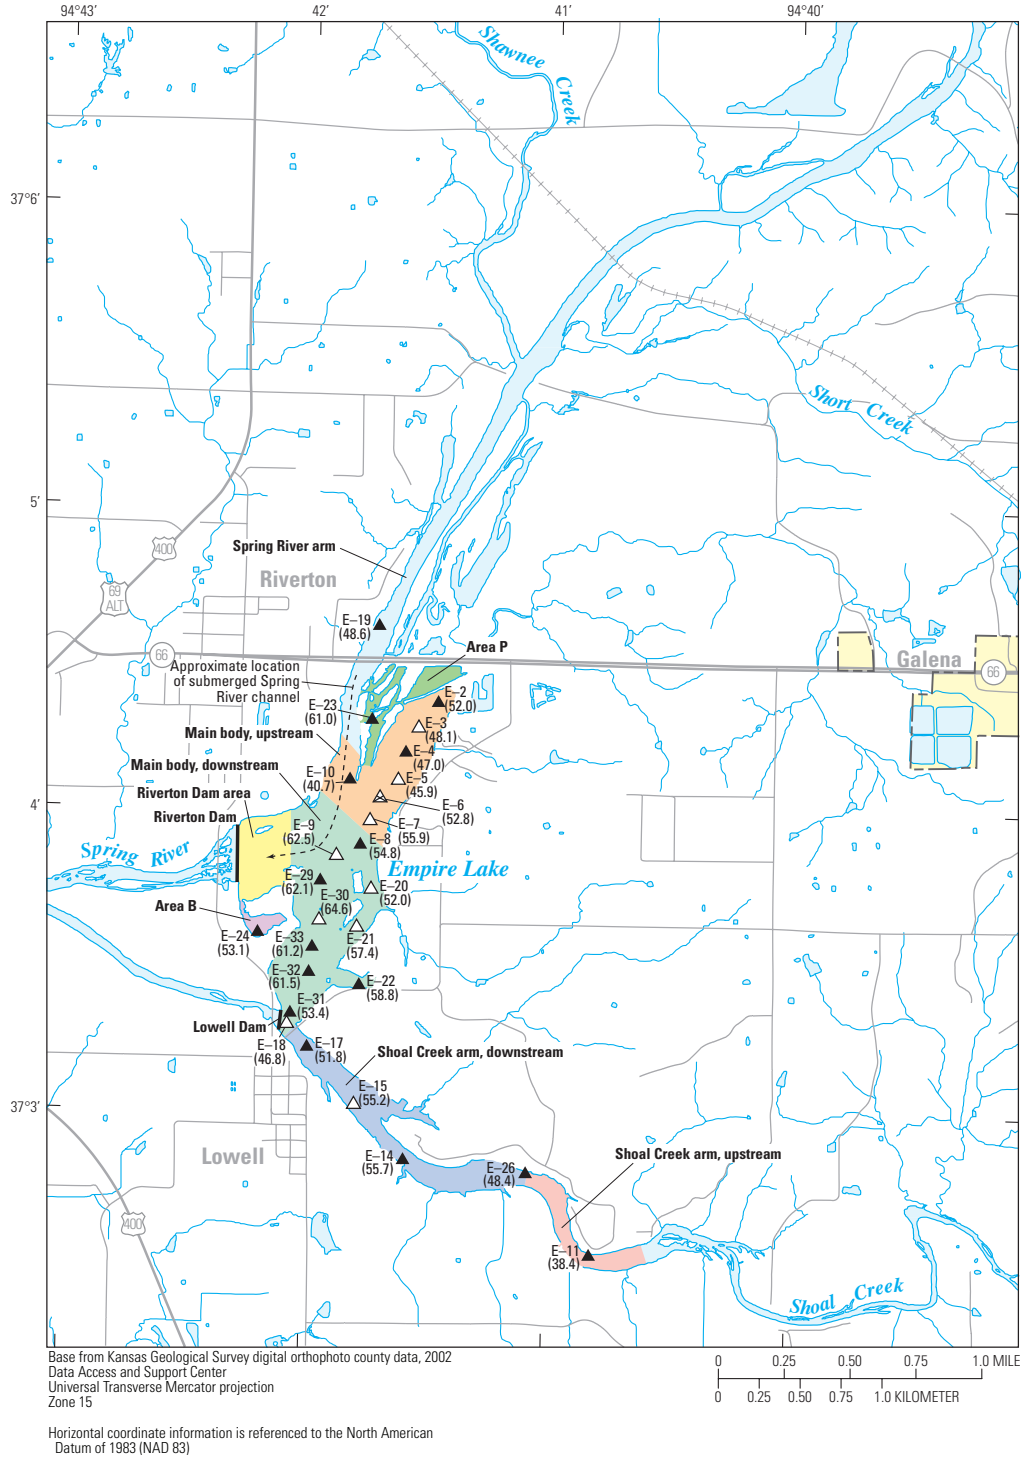 94°43'
42'
41'
94°40'
Shawnee
Creek
37°6'
Short Creek
5'
400
Spring River arm
Riverton
69
ALT
E–19
(48.6)
66
Area P
Galena
66
Approximate location
of submerged Spring
River channel
E–2
(52.0)
E–23
(61.0)
E–3
(48.1)
Main body, upstream
E–4
(47.0)
Main body, downstream
E–10
(40.7)
E–5
(45.9)
Riverton Dam area
4'
E–6
(52.8)
Riverton Dam
E–9
(62.5)
E–7
(55.9)
E–8
(54.8)
Spring River
Empire Lake
E–29
(62.1)
E–20
(52.0)
E–30
(64.6)
Area B
E–24
(53.1)
E–33
(61.2)
E–21
(57.4)
E–32
(61.5)
E–22
(58.8)
E–31
(53.4)
Lowell Dam
E–18
(46.8)
E–17
(51.8)
Shoal Creek arm, downstream
E–15
(55.2)
37°3'
Lowell
E–14
(55.7)
E–26
(48.4)
Shoal Creek arm, upstream
400
E–11
(38.4)
Shoal Creek
Base from Kansas Geological Survey digital orthophoto county data, 2002
Data Access and Support Center
Universal Transverse Mercator projection
Zone 15
0 0.25 0.50 0.75 1.0 MILE
0 0.25 0.50 0.75 1.0 KILOMETER
Horizontal coordinate information is referenced to the North American
Datum of 1983 (NAD 83)